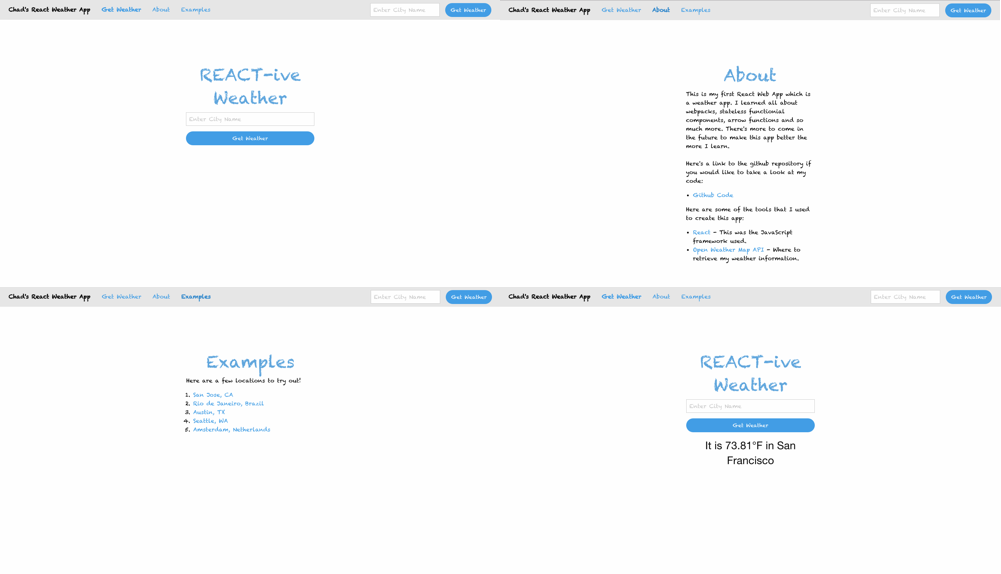 Chad's React Weather App Get Weather About Examples Enter City Name Get Weather
REACT-ive
Weather
Enter City Name
Get Weather
Chad's React Weather App Get Weather About Examples Enter City Name Get Weather
About
This is my first React Web App which is
a weather app. I learned all about
webpacks, stateless functionial
components, arrow functions and so
much more. There's more to come in
the future to make this app better the
more I learn.
Here's a link to the github repository if
you would like to take a look at my
code:
• Github Code
Here are some of the tools that I used
to create this app:
• React - This was the JavaScript
framework used.
• Open Weather Map API - Where to
retrieve my weather information.
Chad's React Weather App Get Weather About Examples Enter City Name Get Weather
Examples
Here are a few locations to try out!
1. San Jose, CA
2. Rio de Janeiro, Brazil
3. Austin, TX
4. Seattle, WA
5. Amsterdam, Netherlands
Chad's React Weather App Get Weather About Examples Enter City Name Get Weather
REACT-ive
Weather
Enter City Name
Get Weather
It is 73.81°F in San
Francisco